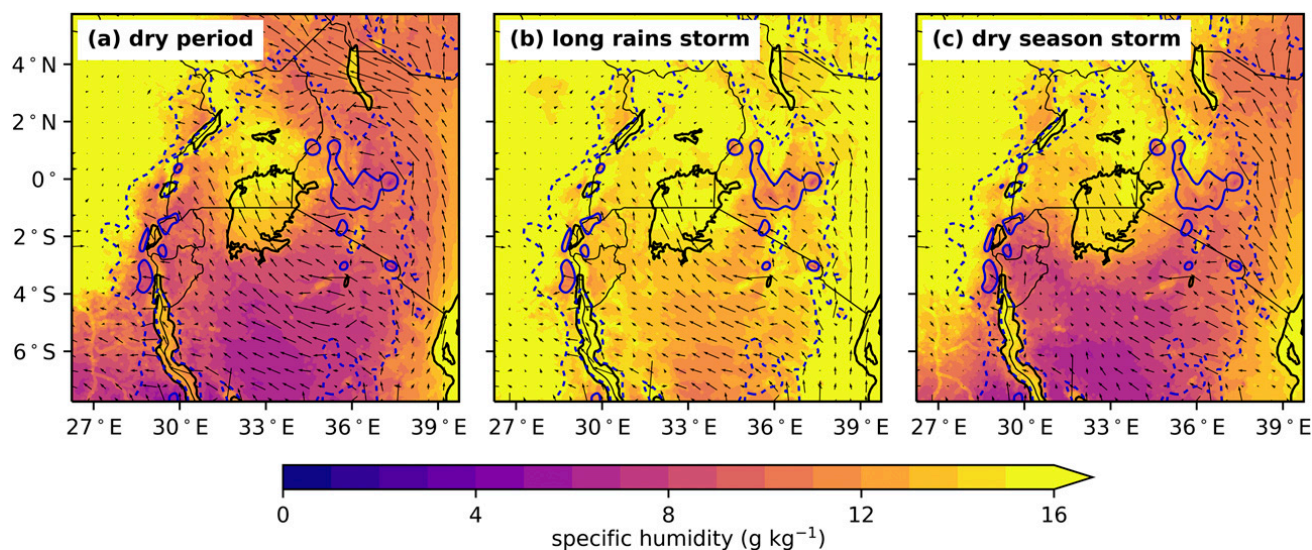 (a) dry period
(b) long rains storm
(c) dry season storm
4°N
2°N
0°
2°S
4°S
6°S
27°E 30°E 33°E 36°E 39°E
27°E 30°E 33°E 36°E 39°E
27°E 30°E 33°E 36°E 39°E
0 4 8 12 16
specific humidity (g kg⁻¹)